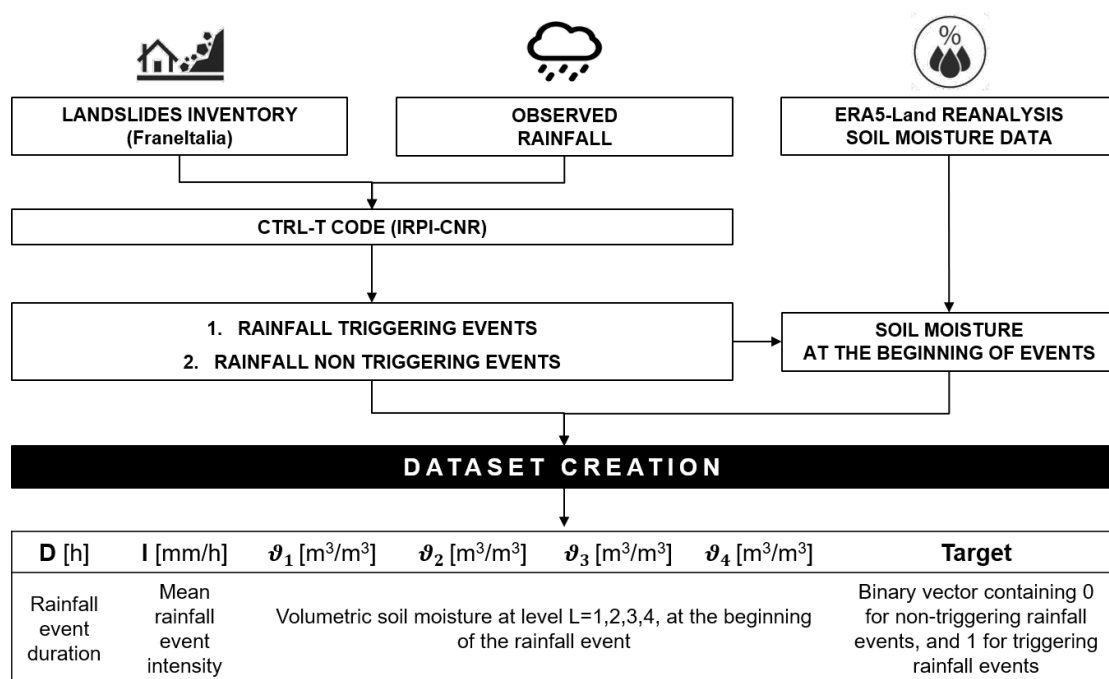 %
LANDSLIDES INVENTORY
(FraneItalia)
OBSERVED
RAINFALL
ERA5-Land REANALYSIS
SOIL MOISTURE DATA
CTRL-T CODE (IRPI-CNR)
1. RAINFALL TRIGGERING EVENTS
2. RAINFALL NON TRIGGERING EVENTS
SOIL MOISTURE
AT THE BEGINNING OF EVENTS
DATASET CREATION
D [h] I [mm/h] ϑ₁ [m³/m³] ϑ₂ [m³/m³] ϑ₃ [m³/m³] ϑ₄ [m³/m³] Target
Rainfall
event
duration
Mean
rainfall
event
intensity
Volumetric soil moisture at level L=1,2,3,4, at the beginning
of the rainfall event
Binary vector containing 0
for non-triggering rainfall
events, and 1 for triggering
rainfall events